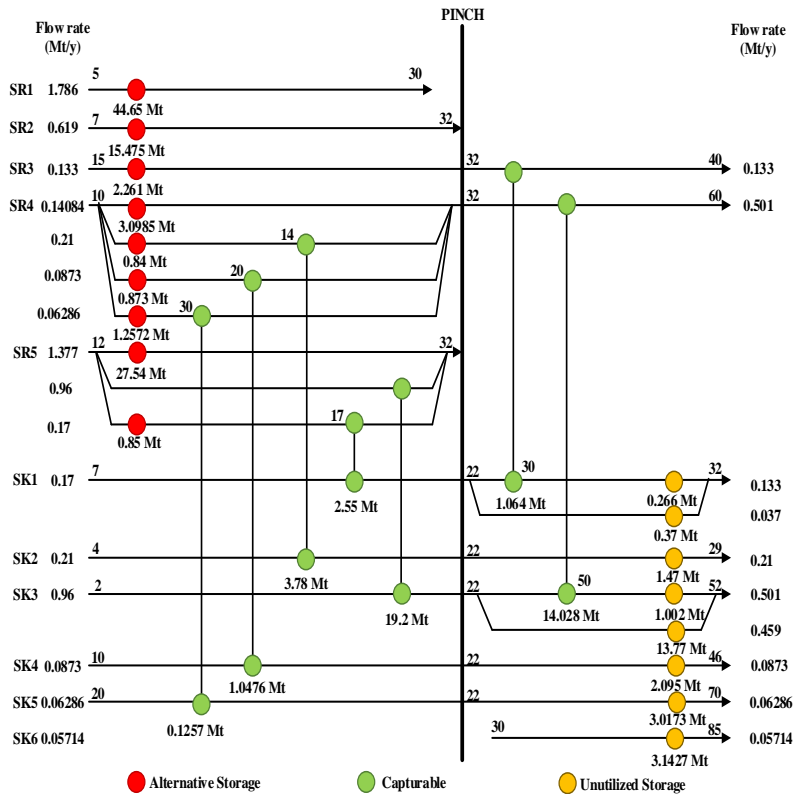 PINCH
Flow rate
(Mt/y)
Flow rate
(Mt/y)
SR1 1.786 5 30
44.65 Mt
SR2 0.619 7 32
15.475 Mt
SR3 0.133 15 32 40 0.133
2.261 Mt
SR4 0.14084 10 32 60 0.501
3.0985 Mt
0.21 14
0.84 Mt
0.0873 20
0.873 Mt
0.06286 30
1.2572 Mt
SR5 1.377 12 32
27.54 Mt
0.96
0.17 17
0.85 Mt
SK1 0.17 7 22 30 32 0.133
2.55 Mt 1.064 Mt 0.266 Mt
0.037
0.37 Mt
SK2 0.21 4 22 29 0.21
3.78 Mt 1.47 Mt
SK3 0.96 2 22 50 52 0.501
19.2 Mt 14.028 Mt 1.002 Mt
0.459
13.77 Mt
SK4 0.0873 10 22 46 0.0873
1.0476 Mt 2.095 Mt
SK5 0.06286 20 22 70 0.06286
0.1257 Mt 3.0173 Mt
SK6 0.05714 30 85 0.05714
3.1427 Mt
Alternative Storage Capturable Unutilized Storage